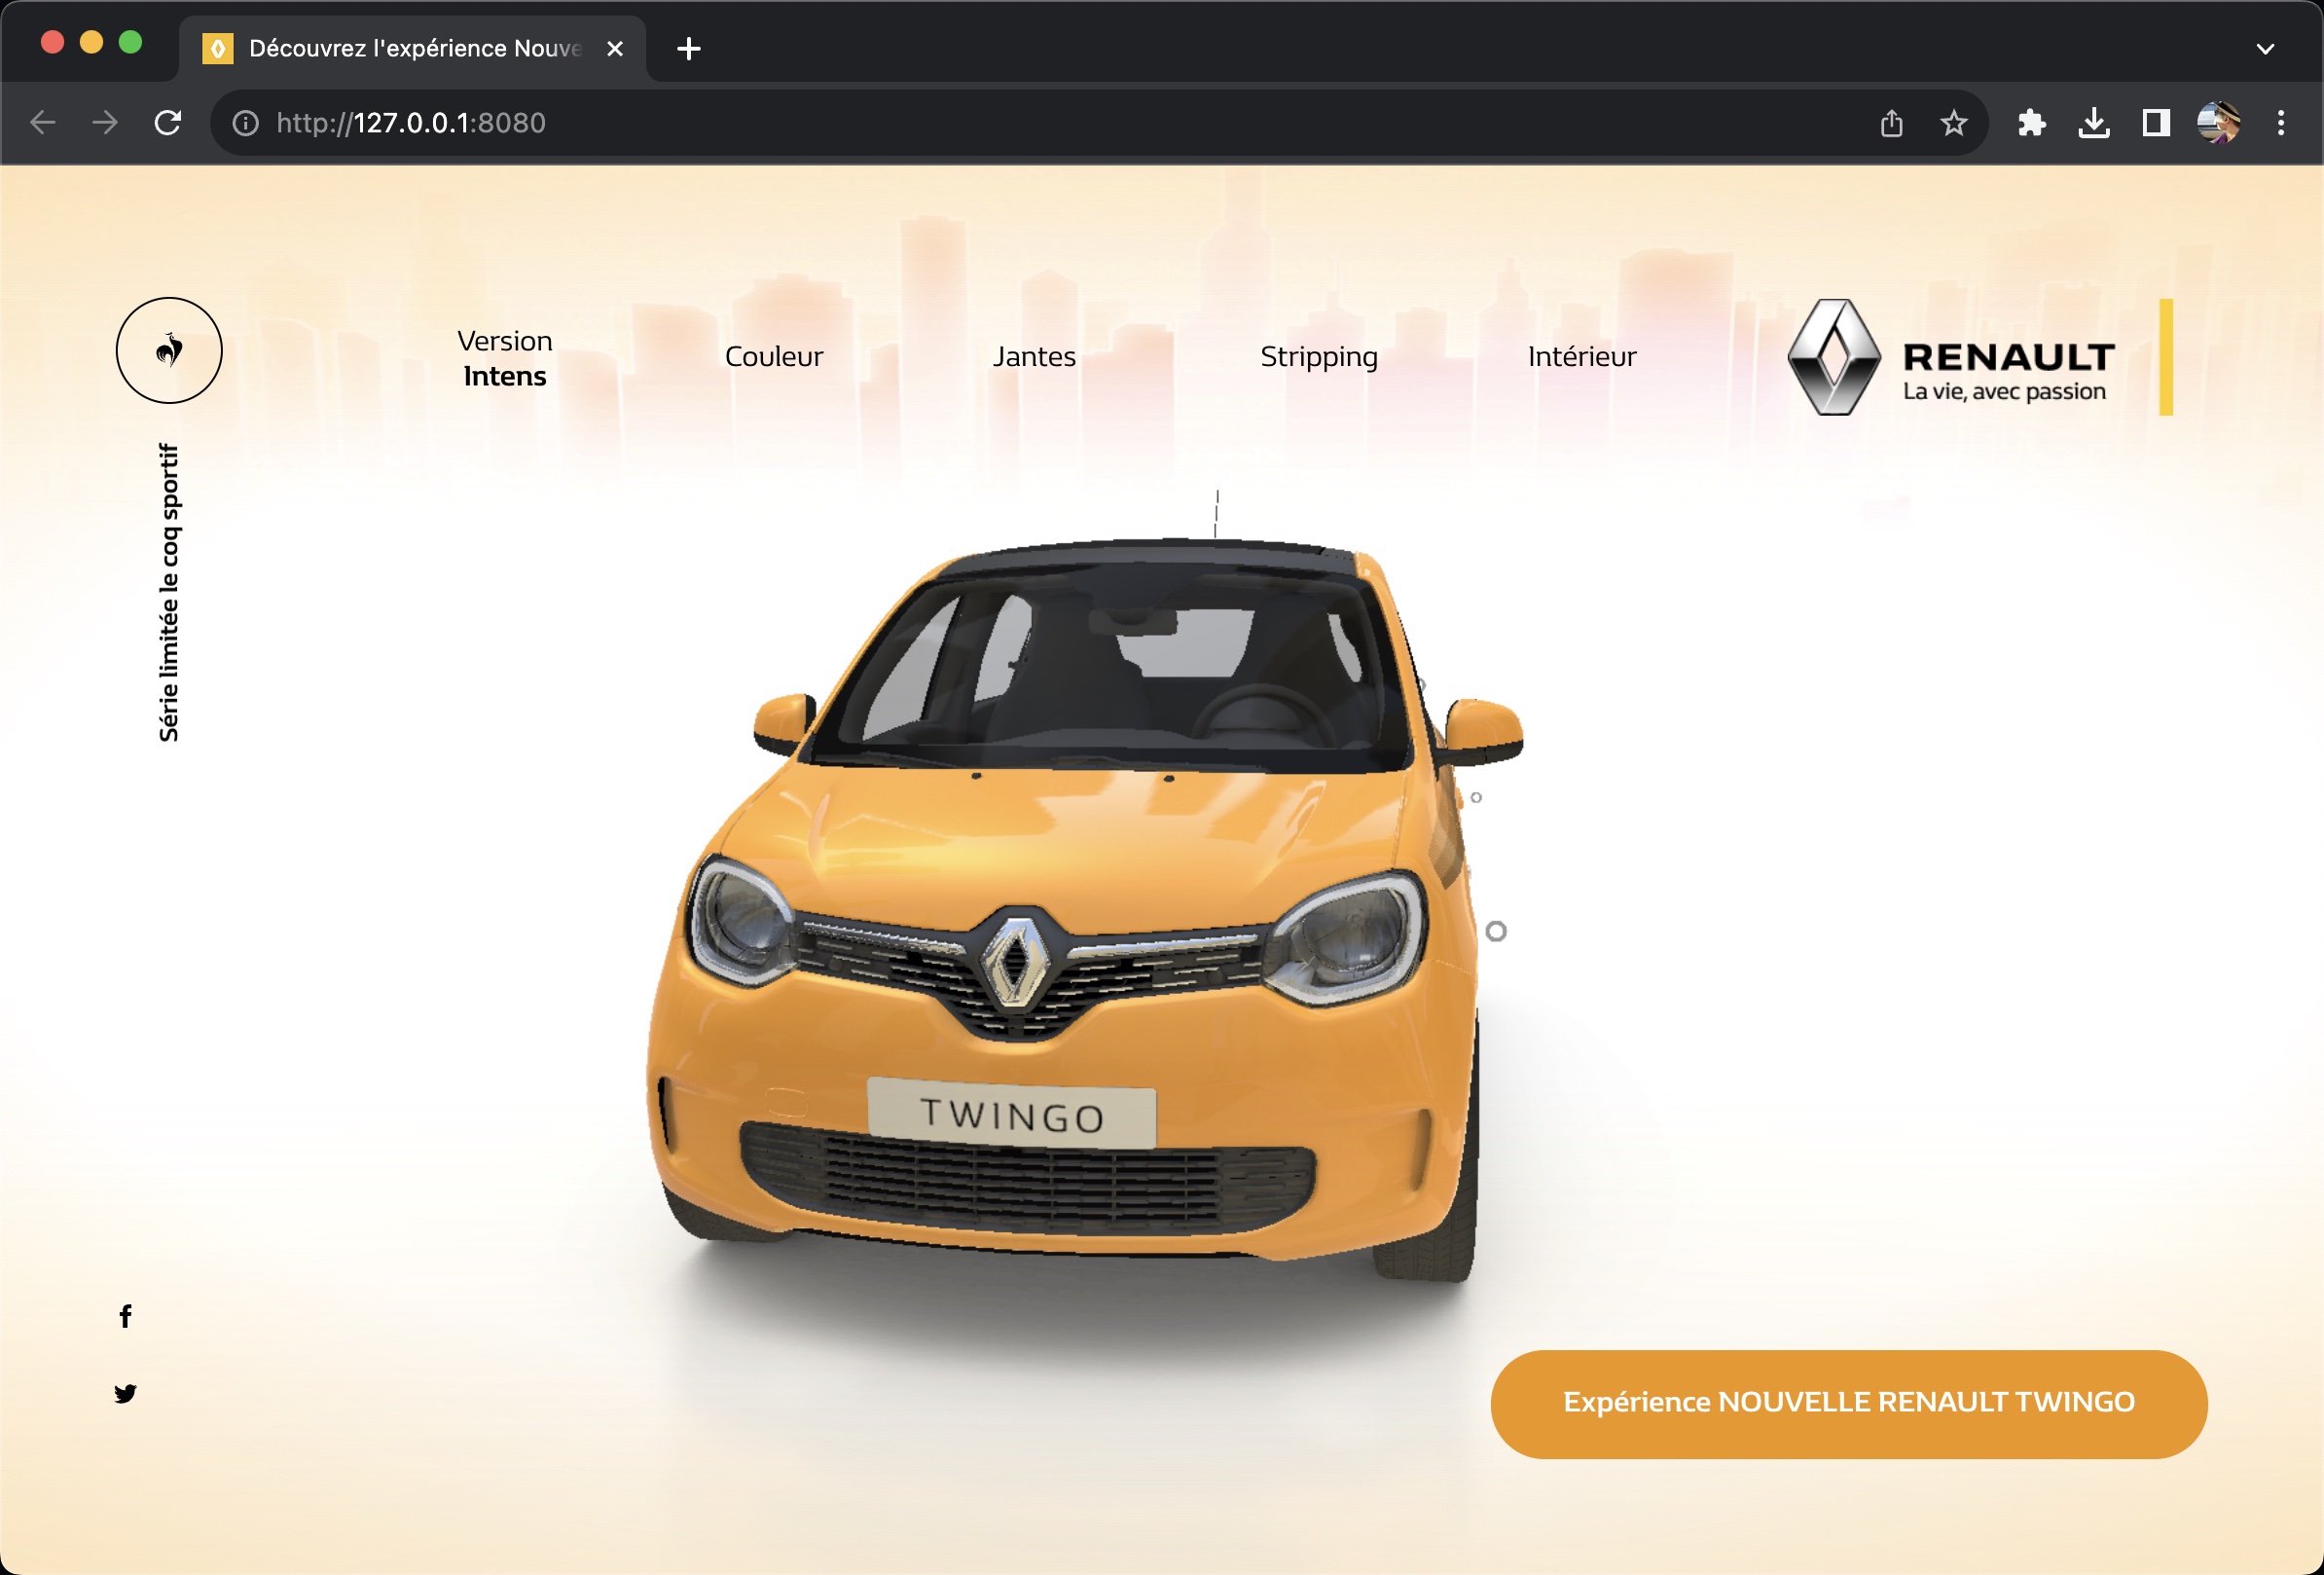 Découvrez l'expérience Nouve
http://127.0.0.1:8080
Version
Intens
Couleur
Jantes
Stripping
Intérieur
RENAULT
La vie, avec passion
Série limitée le coq sportif
TWINGO
Expérience NOUVELLE RENAULT TWINGO